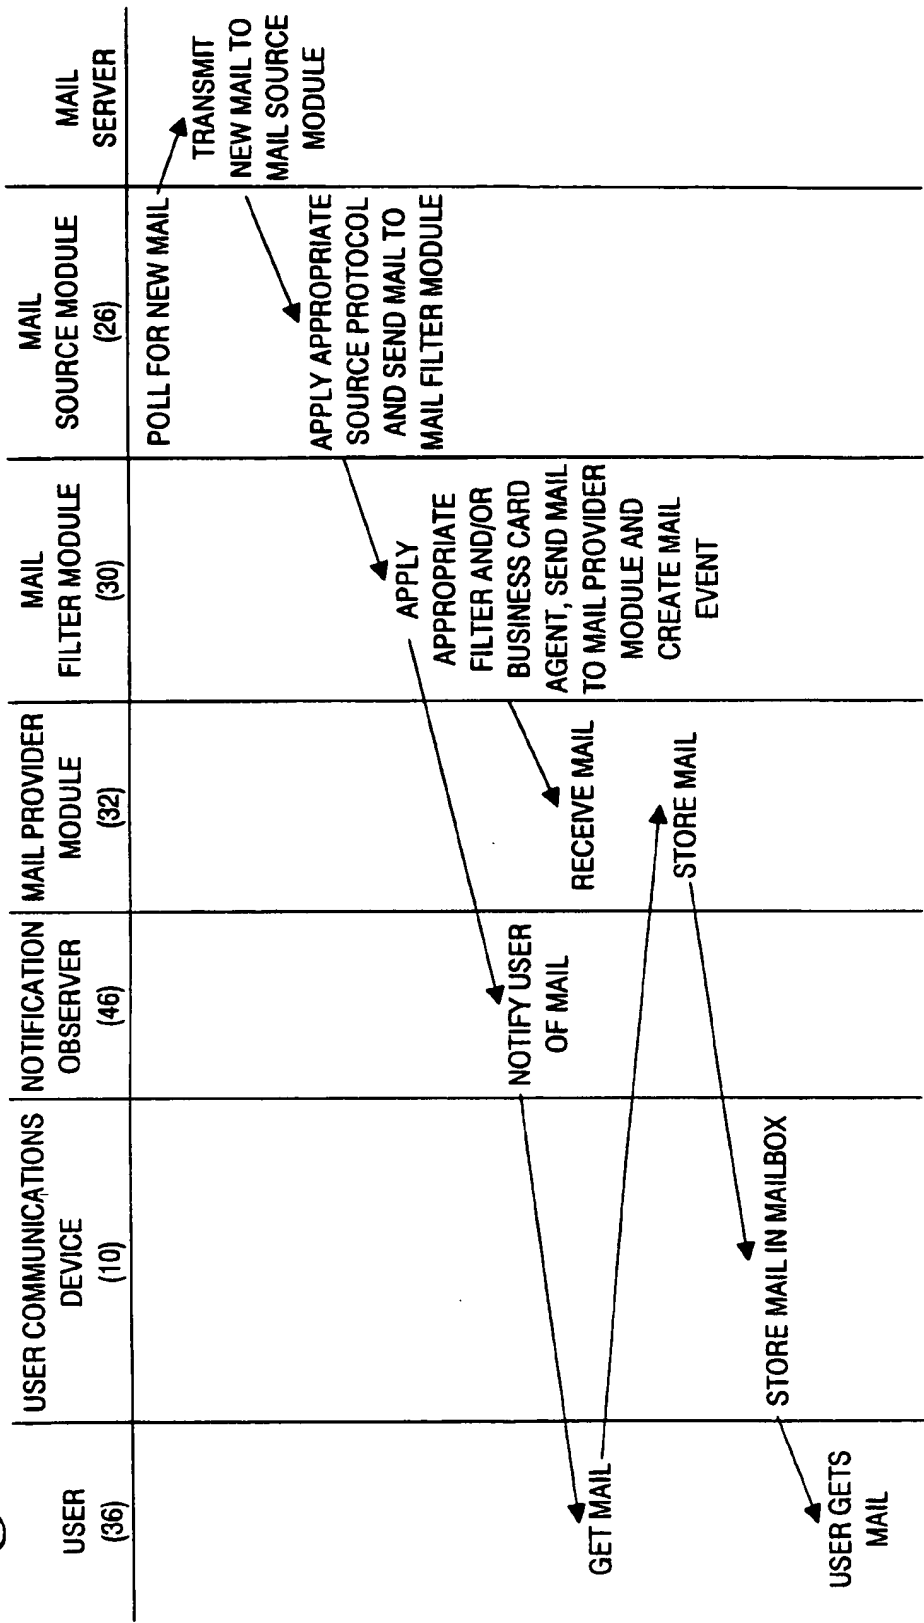 USER
(36)
USER COMMUNICATIONS
DEVICE
(10)
NOTIFICATION
OBSERVER
(46)
MAIL PROVIDER
MODULE
(32)
MAIL
FILTER MODULE
(30)
MAIL
SOURCE MODULE
(26)
MAIL
SERVER
POLL FOR NEW MAIL
TRANSMIT
NEW MAIL TO
MAIL SOURCE
MODULE
APPLY APPROPRIATE
SOURCE PROTOCOL
AND SEND MAIL TO
MAIL FILTER MODULE
APPLY
APPROPRIATE
FILTER AND/OR
BUSINESS CARD
AGENT, SEND MAIL
TO MAIL PROVIDER
MODULE AND
CREATE MAIL
EVENT
NOTIFY USER
OF MAIL
RECEIVE MAIL
GET MAIL
STORE MAIL
STORE MAIL IN MAILBOX
USER GETS
MAIL